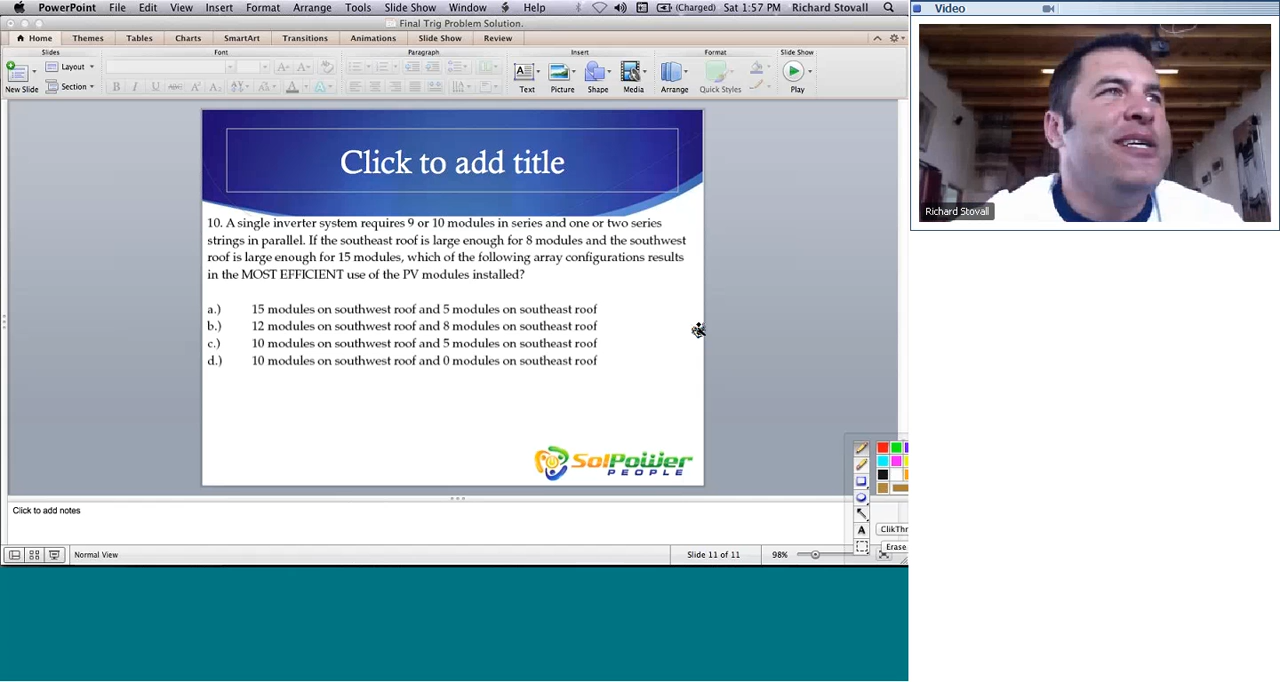 PowerPoint File Edit View Insert Format Arrange Tools Slide Show Window Help (Charged) Sat 1:57 PM Richard Stovall
Video
Final Trig Problem Solution.
Home Themes Tables Charts SmartArt Transitions Animations Slide Show Review
Slides Font Paragraph Insert Format Slide Show
New Slide Layout Section Text Picture Shape Media Arrange Quick Styles Play
Click to add title
10. A single inverter system requires 9 or 10 modules in series and one or two series
strings in parallel. If the southeast roof is large enough for 8 modules and the southwest
roof is large enough for 15 modules, which of the following array configurations results
in the MOST EFFICIENT use of the PV modules installed?
a.) 15 modules on southwest roof and 5 modules on southeast roof
b.) 12 modules on southwest roof and 8 modules on southeast roof
c.) 10 modules on southwest roof and 5 modules on southeast roof
d.) 10 modules on southwest roof and 0 modules on southeast roof
SolPower
PEOPLE
Richard Stovall
Click to add notes
ClikThr
Erase
Normal View Slide 11 of 11 98%